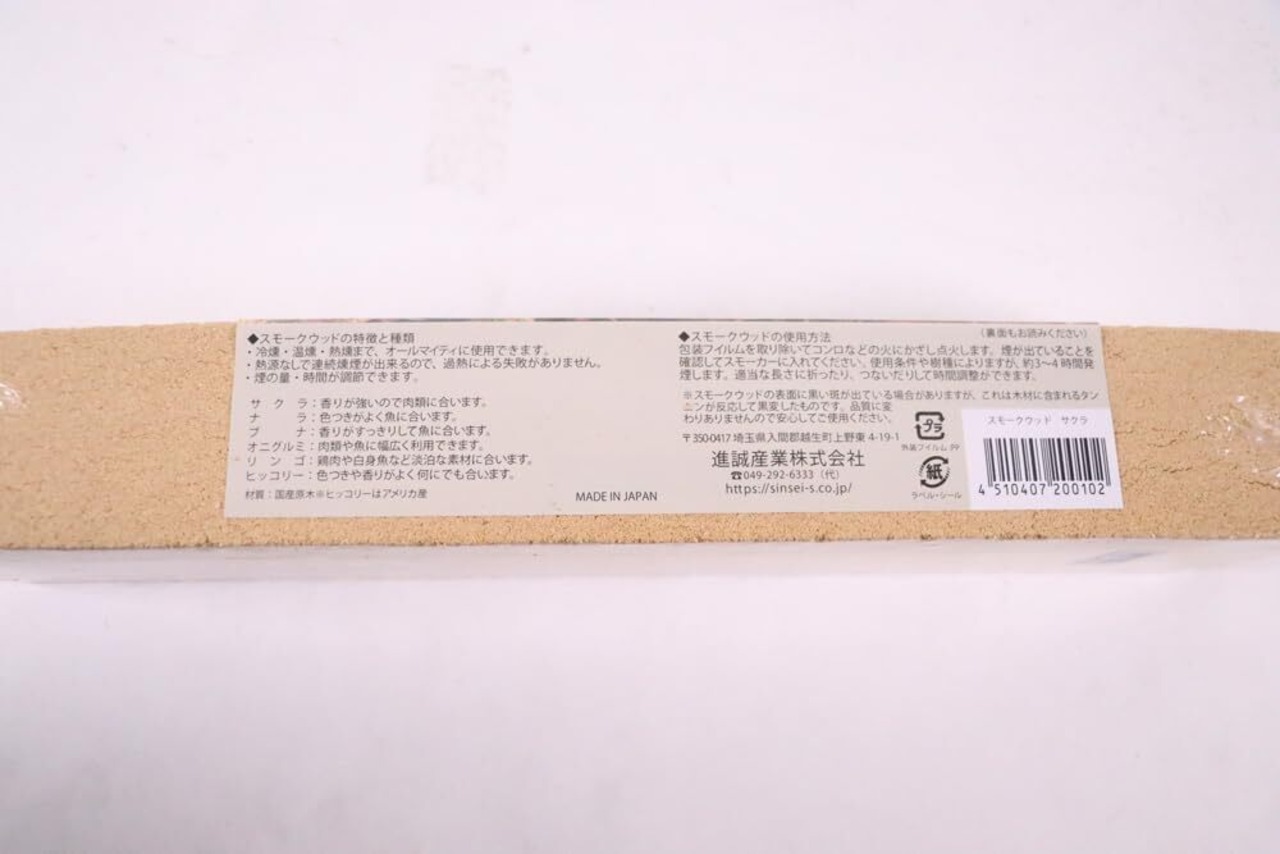 ◆スモークウッドの特徴と種類
・冷燻・温燻・熱燻まで、オールマイティに使用できます。
・熱源なしで連続燻煙が出来るので、過熱による失敗がありません。
・煙の量・時間が調節できます。
サクラ：香りが強いので肉類に合います。
ナラ：色つきがよく魚に合います。
ブナ：香りがすっきりして魚に合います。
オニグルミ：肉類や魚に幅広く利用できます。
リンゴ：鶏肉や白身魚など淡泊な素材に合います。
ヒッコリー：色つきや香りがよく何にでも合います。
材質：国産原木※ヒッコリーはアメリカ産
MADE IN JAPAN
◆スモークウッドの使用方法
（裏面もお読みください）
包装フイルムを取り除いてコンロなどの火にかざし点火します。煙が出ていることを
確認してスモーカーに入れてください。使用条件や樹種によりますが、約3〜4時間発
煙します。適当な長さに折ったり、つないだりして時間調整ができます。
※スモークウッドの表面に黒い斑が出ている場合がありますが、これは木材に含まれるタン
ンが反応して黒変したものです。品質に変
わりありませんので安心してご使用ください。
〒350-0417 埼玉県入間郡越生町上野東 4-19-1
進誠産業株式会社
☎049-292-6333（代）
https://sinsei-s.co.jp/
プラ
外装フイルム:PP
紙
ラベル・シール
スモークウッド サクラ
4 510407 200102